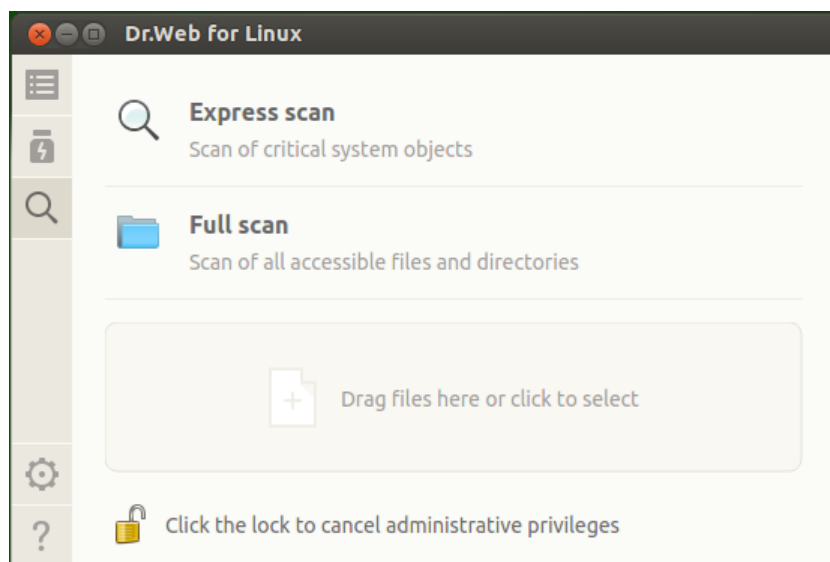 Dr.Web for Linux
Express scan
Scan of critical system objects
Full scan
Scan of all accessible files and directories
Drag files here or click to select
Click the lock to cancel administrative privileges
?